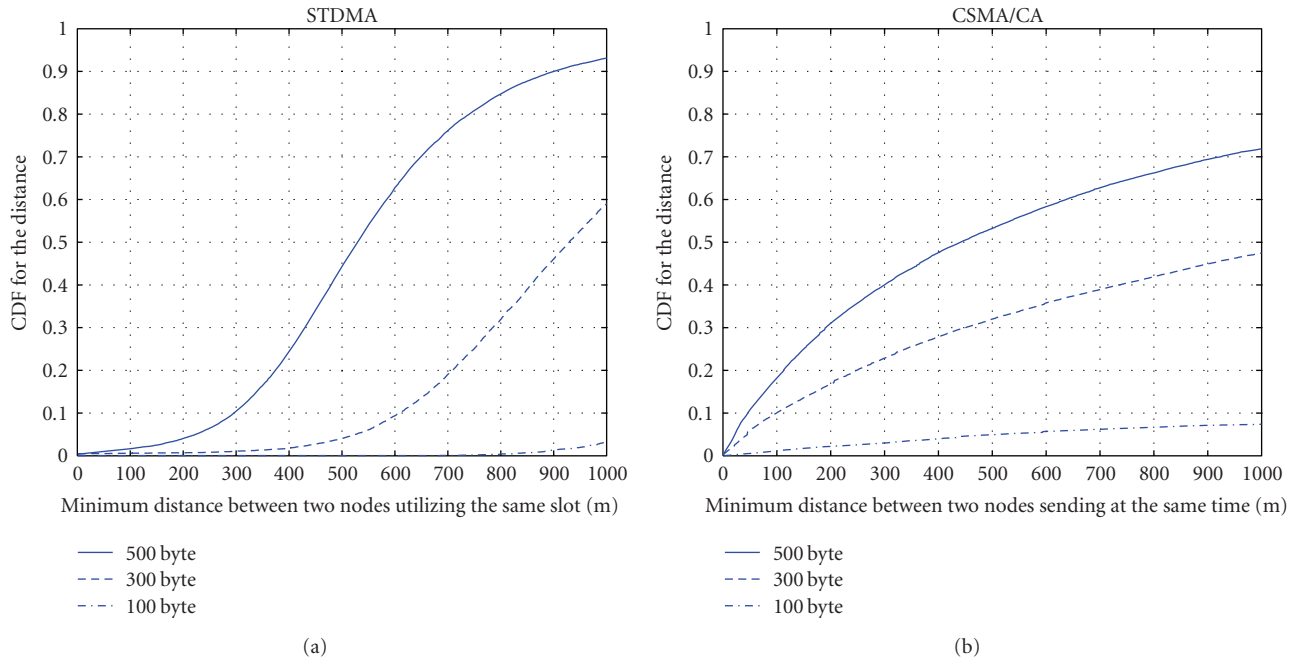 STDMA
1
0.9
0.8
0.7
0.6
0.5
0.4
0.3
0.2
0.1
0
CDF for the distance
0 100 200 300 400 500 600 700 800 900 1000
Minimum distance between two nodes utilizing the same slot (m)
500 byte
300 byte
100 byte
(a)
CSMA/CA
1
0.9
0.8
0.7
0.6
0.5
0.4
0.3
0.2
0.1
0
CDF for the distance
0 100 200 300 400 500 600 700 800 900 1000
Minimum distance between two nodes sending at the same time (m)
500 byte
300 byte
100 byte
(b)